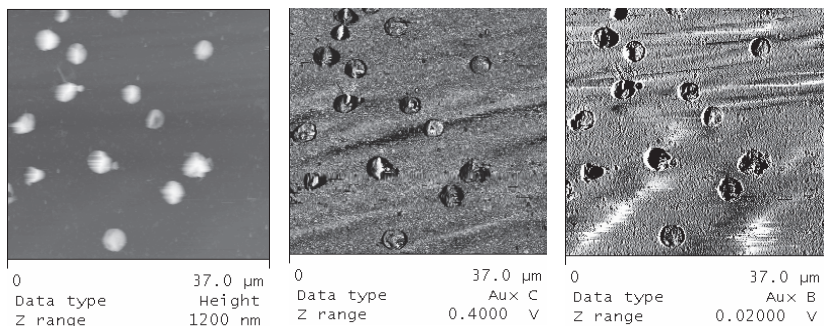 0 37.0 µm
Data type Height
Z range 1200 nm
0 37.0 µm
Data type Aux C
Z range 0.4000 V
0 37.0 µm
Data type Aux B
Z range 0.02000 V